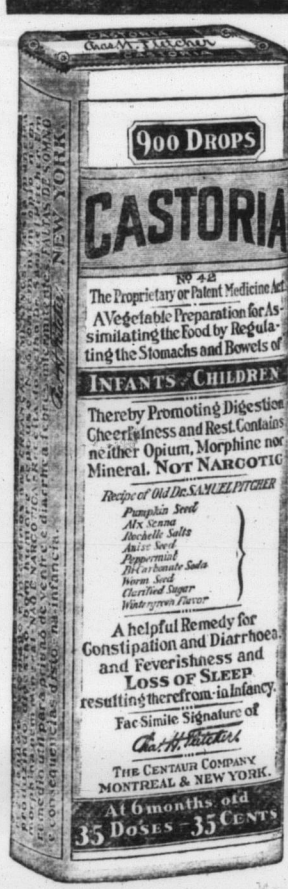 CASTORIA
Chas. H. Fletcher
900 DROPS
CASTORIA
Nº 42
The Proprietary or Patent Medicine Act
A Vegetable Preparation for As-
similating the Food by Regula-
ting the Stomachs and Bowels of
INFANTS & CHILDREN
Thereby Promoting Digestion
Cheerfulness and Rest. Contains
neither Opium, Morphine nor
Mineral. NOT NARCOTIC
Recipe of Old Dr. SAMUEL PITCHER
Pumpkin Seed
Alx Senna
Rochelle Salts
Anise Seed
Peppermint
Bi-Carbonate Soda
Worm Seed
Clarified Sugar
Wintergreen Flavor
A helpful Remedy for
Constipation and Diarrhoea.
and Feverishness and
LOSS OF SLEEP
resulting therefrom-in Infancy.
Fac Simile Signature of
Chas. H. Fletcher.
THE CENTAUR COMPANY
MONTREAL & NEW YORK.
At 6 months old
35 DOSES - 35 CENTS
NEW YORK